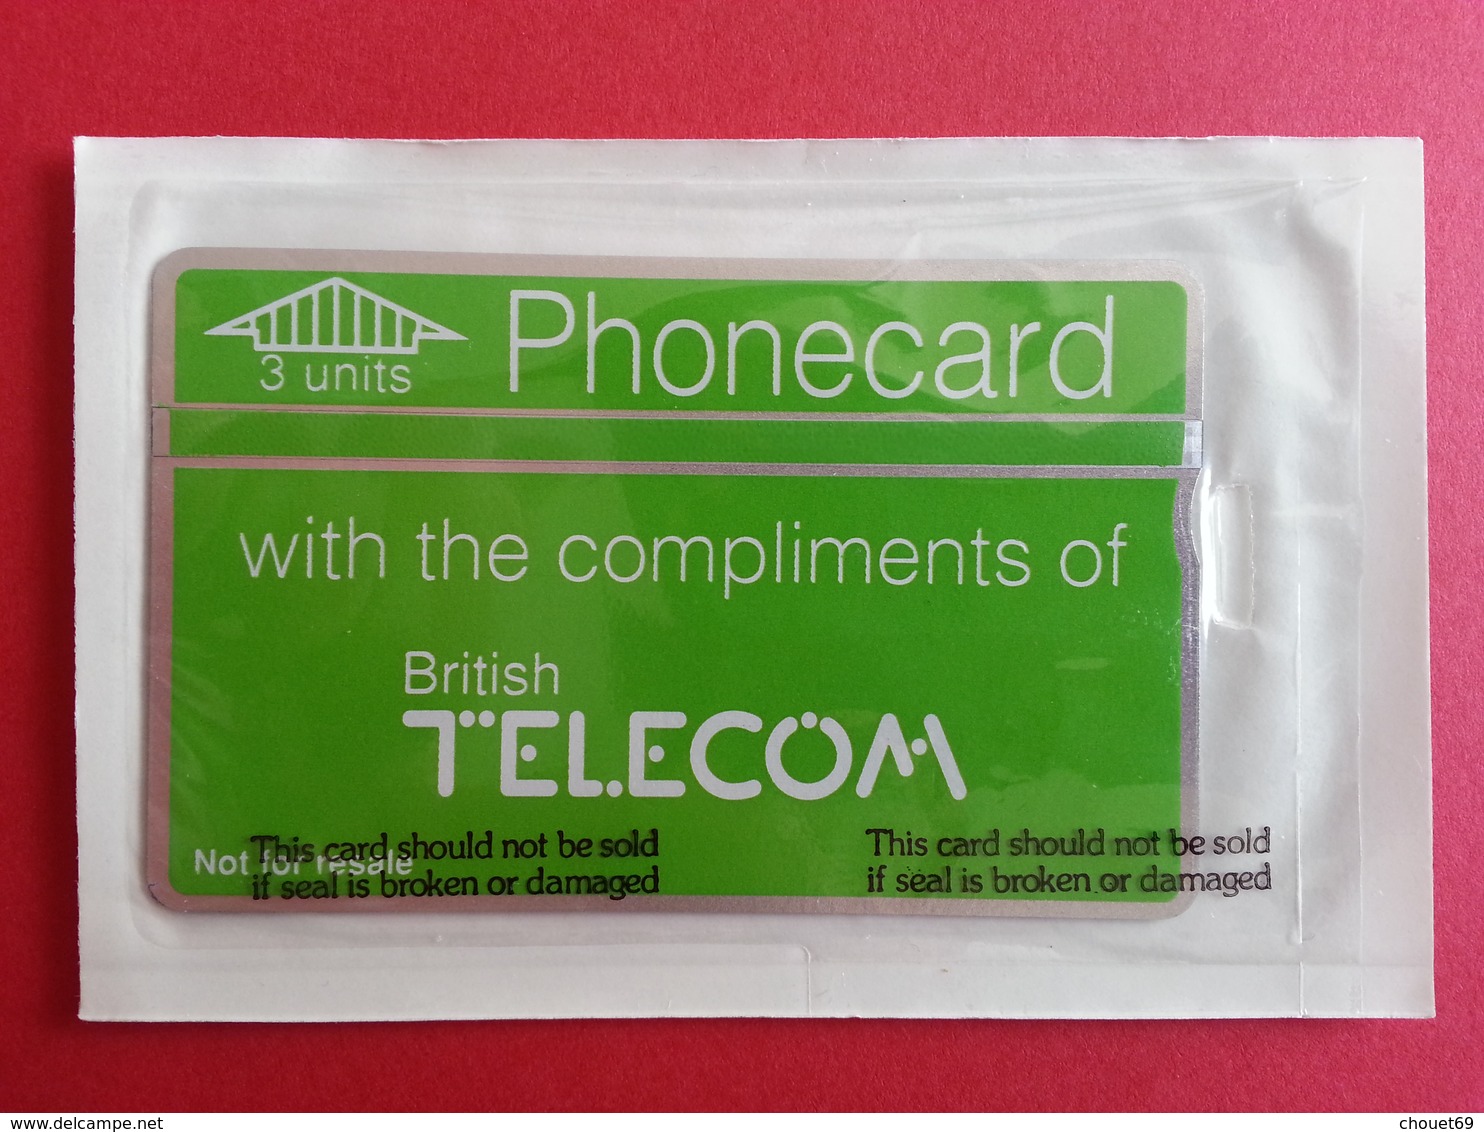 Phonecard
3 units
with the compliments of
British
TELECOM
Not for resale
This card should not be sold
if seal is broken or damaged
This card should not be sold
if seal is broken or damaged
www.delcampe.net
chouet69